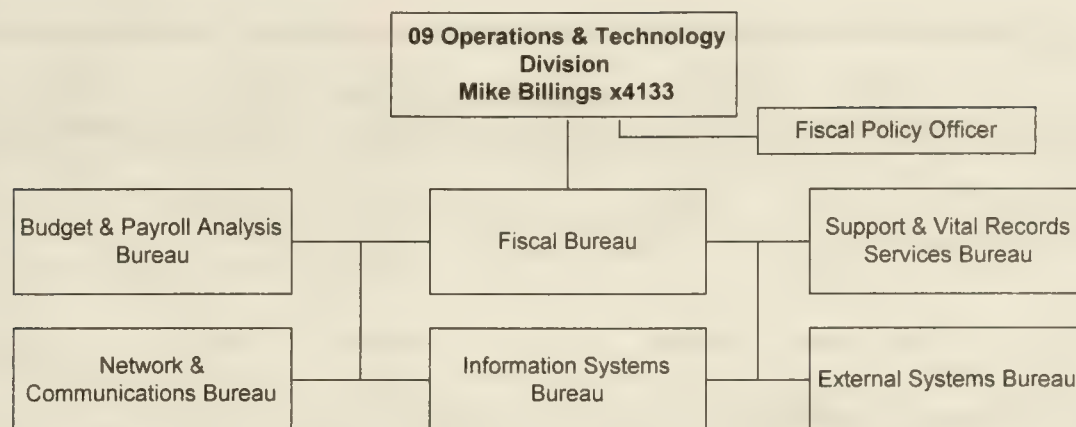 09 Operations & Technology
Division
Mike Billings x4133
Fiscal Policy Officer
Budget & Payroll Analysis
Bureau
Fiscal Bureau
Support & Vital Records
Services Bureau
Network &
Communications Bureau
Information Systems
Bureau
External Systems Bureau